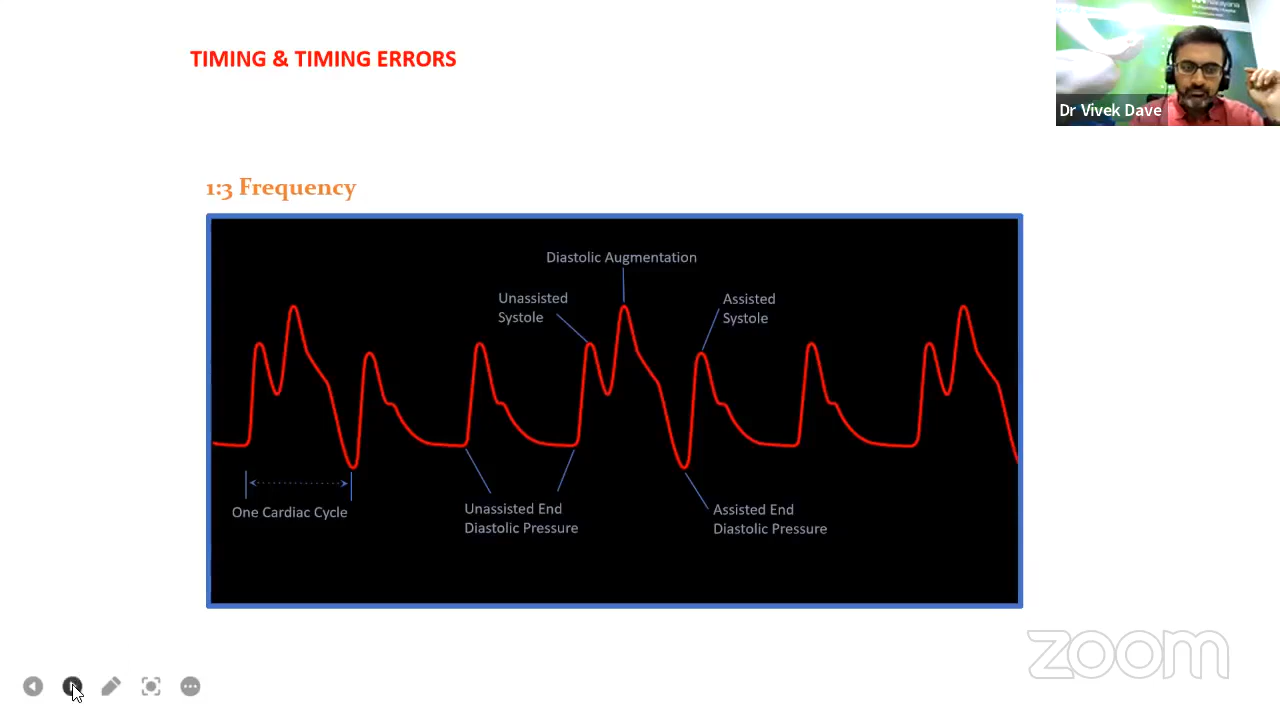 TIMING & TIMING ERRORS
Dr Vivek Dave
1:3 Frequency
Diastolic Augmentation
Unassisted
Systole
Assisted
Systole
One Cardiac Cycle
Unassisted End
Diastolic Pressure
Assisted End
Diastolic Pressure
zoom